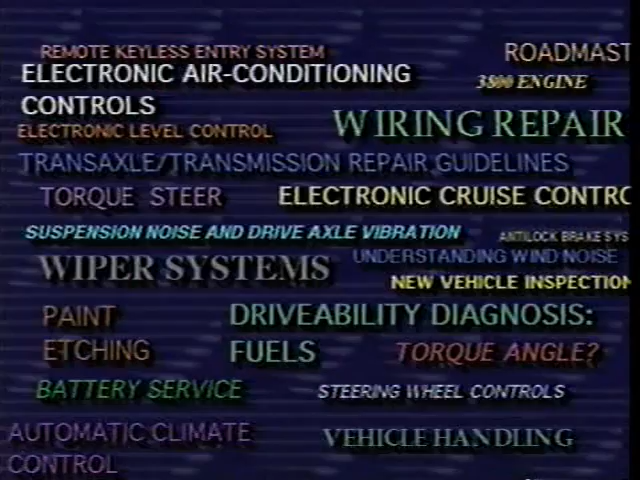 REMOTE KEYLESS ENTRY SYSTEM
ROADMAST
ELECTRONIC AIR-CONDITIONING
CONTROLS
3800 ENGINE
ELECTRONIC LEVEL CONTROL
WIRING REPAIR
TRANSAXLE/TRANSMISSION REPAIR GUIDELINES
TORQUE STEER
ELECTRONIC CRUISE CONTRO
SUSPENSION NOISE AND DRIVE AXLE VIBRATION
ANTILOCK BRAKE SYS
WIPER SYSTEMS
UNDERSTANDING WIND NOISE
NEW VEHICLE INSPECTION
PAINT
ETCHING
DRIVEABILITY DIAGNOSIS:
FUELS
TORQUE ANGLE?
BATTERY SERVICE
STEERING WHEEL CONTROLS
AUTOMATIC CLIMATE
CONTROL
VEHICLE HANDLING